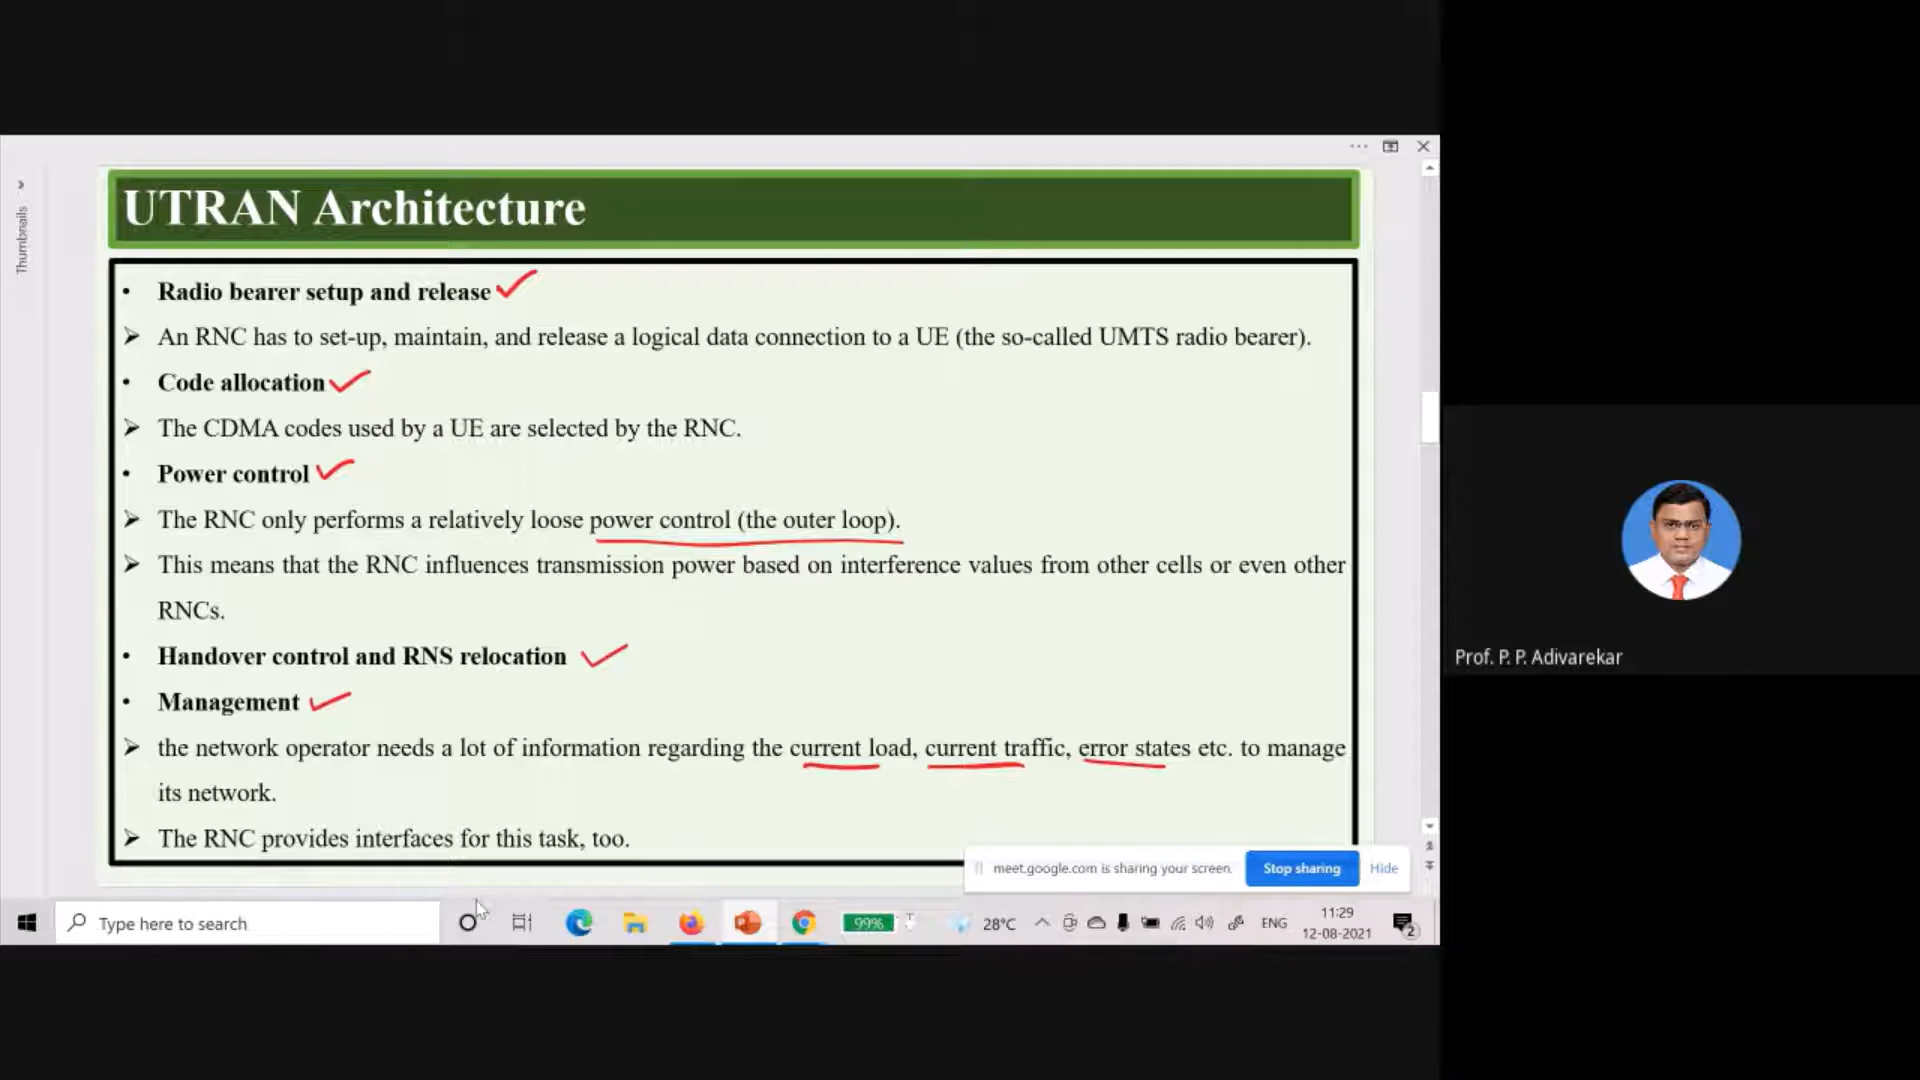 Thumbnails
UTRAN Architecture
• Radio bearer setup and release
➢ An RNC has to set-up, maintain, and release a logical data connection to a UE (the so-called UMTS radio bearer).
• Code allocation
➢ The CDMA codes used by a UE are selected by the RNC.
• Power control
➢ The RNC only performs a relatively loose power control (the outer loop).
➢ This means that the RNC influences transmission power based on interference values from other cells or even other
RNCs.
• Handover control and RNS relocation
• Management
➢ the network operator needs a lot of information regarding the current load, current traffic, error states etc. to manage
its network.
➢ The RNC provides interfaces for this task, too.
meet.google.com is sharing your screen. Stop sharing Hide
Type here to search 99% 28°C ENG 11:29
12-08-2021 2
Prof. P. P. Adivarekar